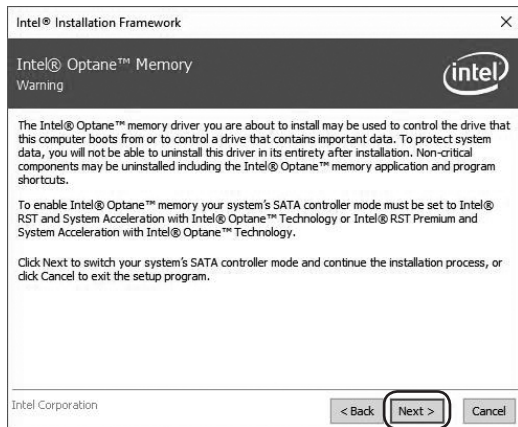 Intel® Installation Framework
Intel® Optane™ Memory
Warning
intel
The Intel® Optane™ memory driver you are about to install may be used to control the drive that
this computer boots from or to control a drive that contains important data. To protect system
data, you will not be able to uninstall this driver in its entirety after installation. Non-critical
components may be uninstalled including the Intel® Optane™ memory application and program
shortcuts.
To enable Intel® Optane™ memory your system's SATA controller mode must be set to Intel®
RST and System Acceleration with Intel® Optane™ Technology or Intel® RST Premium and
System Acceleration with Intel® Optane™ Technology.
Click Next to switch your system's SATA controller mode and continue the installation process, or
click Cancel to exit the setup program.
Intel Corporation
< Back Next > Cancel